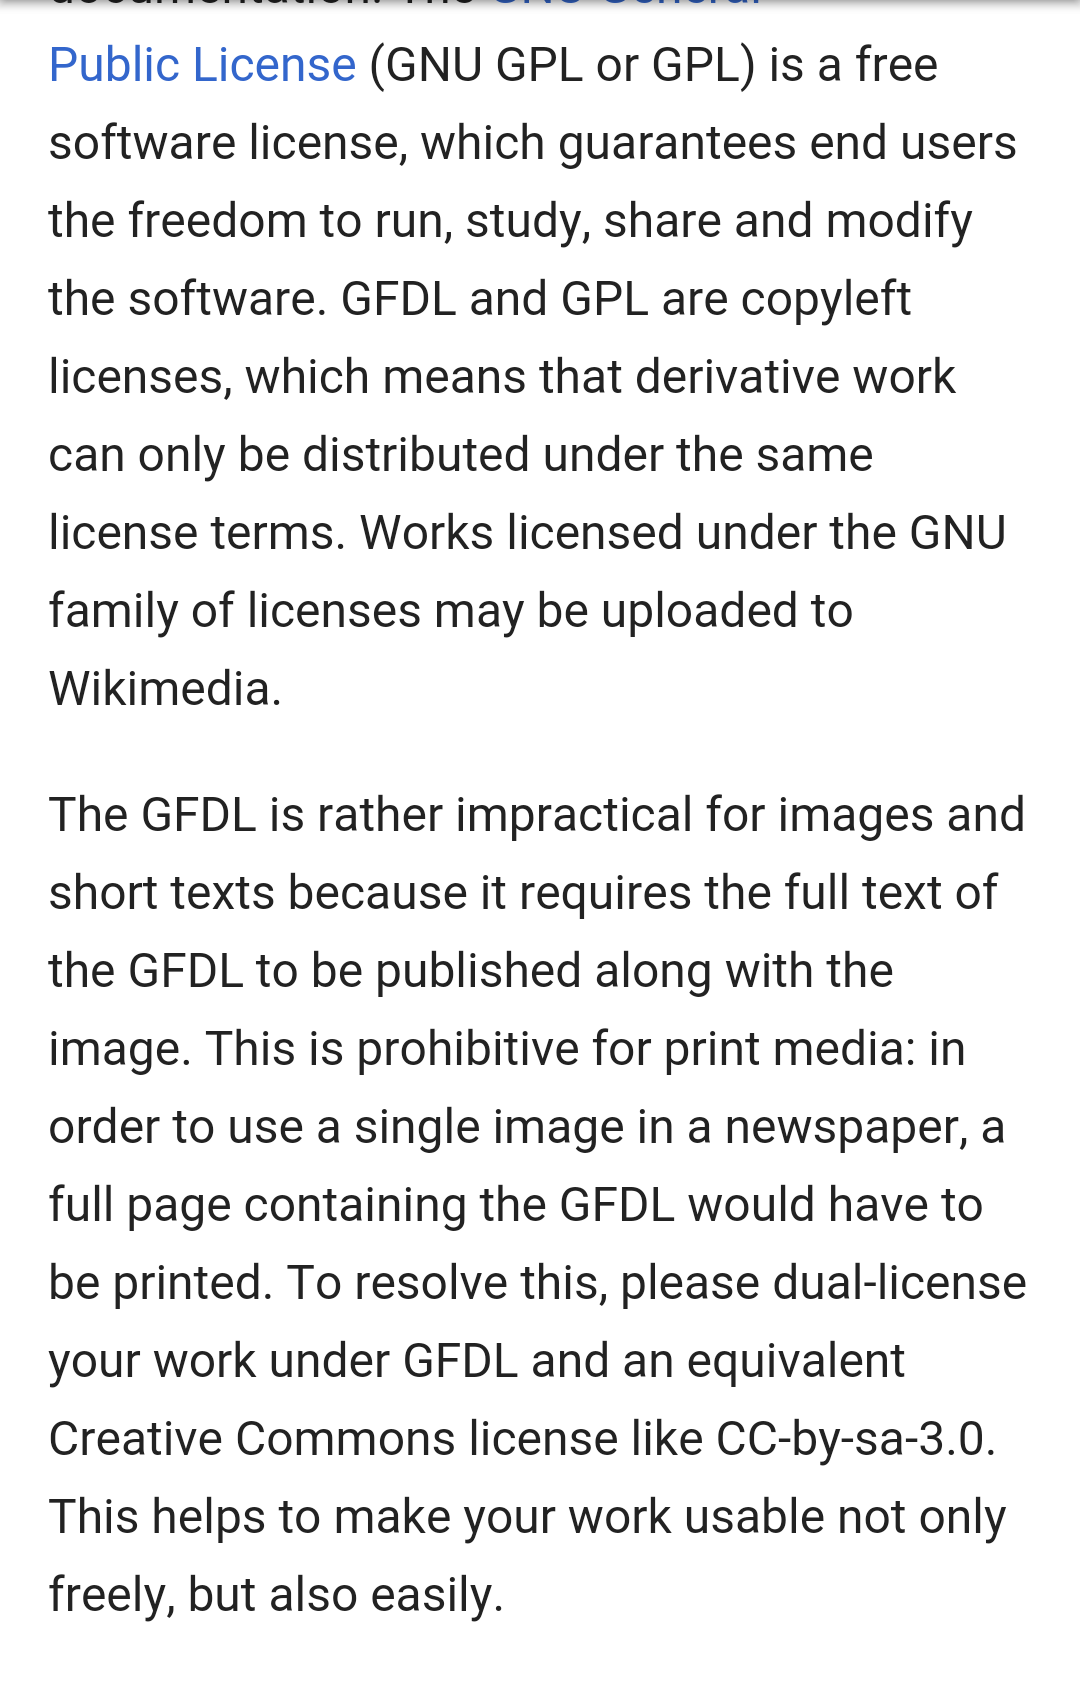 documentation. The GNU General
Public License (GNU GPL or GPL) is a free
software license, which guarantees end users
the freedom to run, study, share and modify
the software. GFDL and GPL are copyleft
licenses, which means that derivative work
can only be distributed under the same
license terms. Works licensed under the GNU
family of licenses may be uploaded to
Wikimedia.
The GFDL is rather impractical for images and
short texts because it requires the full text of
the GFDL to be published along with the
image. This is prohibitive for print media: in
order to use a single image in a newspaper, a
full page containing the GFDL would have to
be printed. To resolve this, please dual-license
your work under GFDL and an equivalent
Creative Commons license like CC-by-sa-3.0.
This helps to make your work usable not only
freely, but also easily.